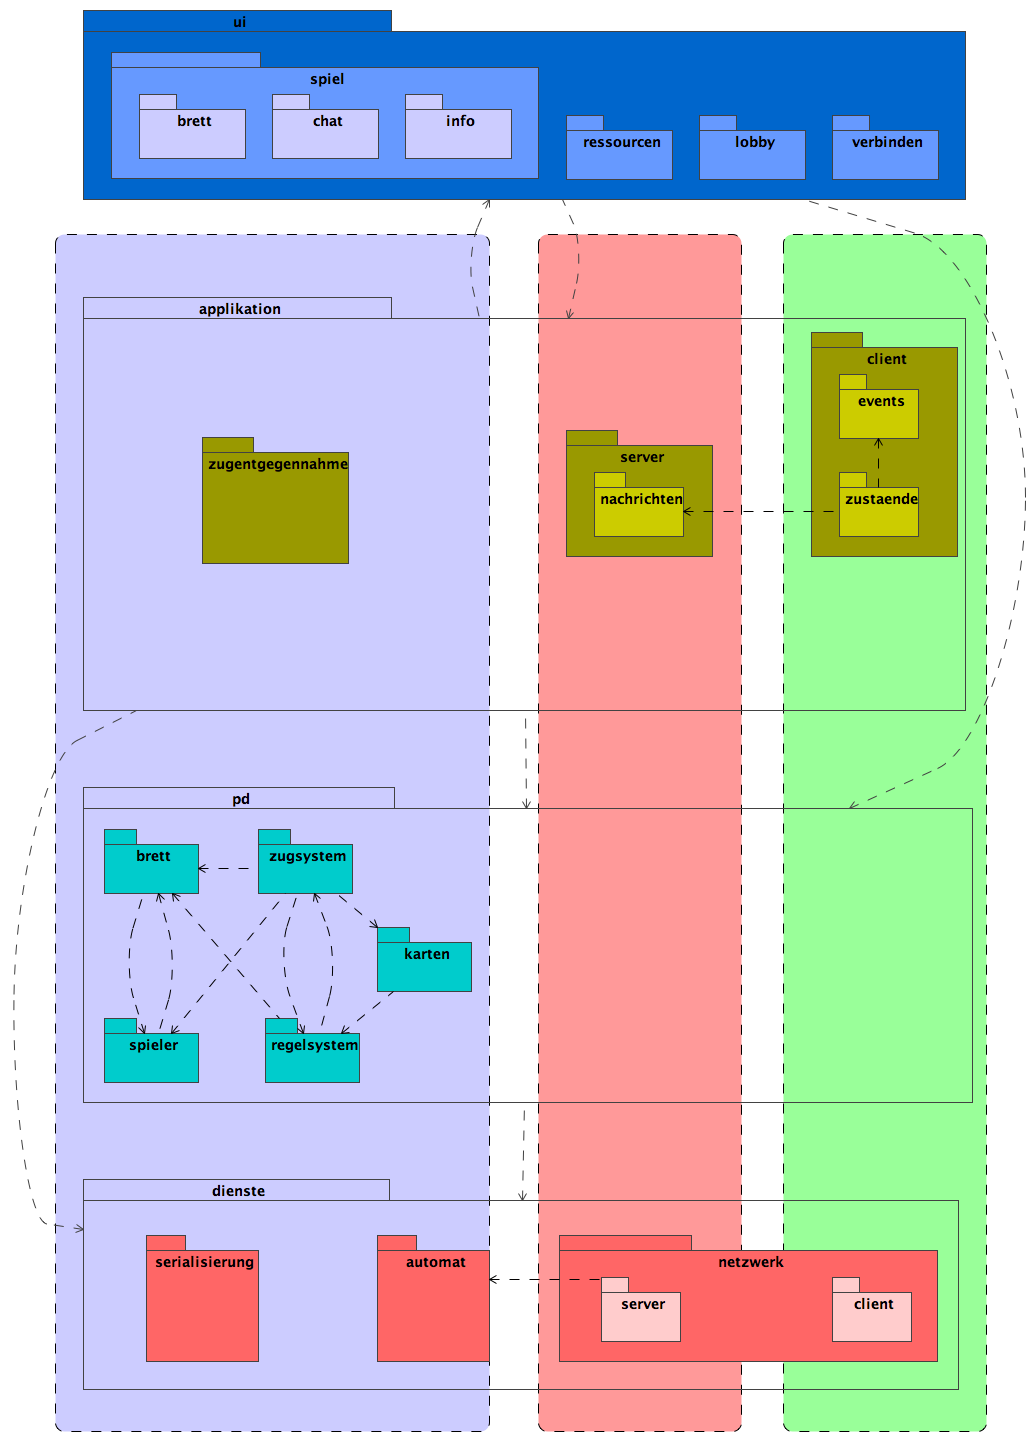 ui
spiel
brett
chat
info
ressourcen
lobby
verbinden
applikation
client
events
zugentgegennahme
server
nachrichten
zustaende
pd
brett
zugsystem
karten
spieler
regelsystem
dienste
serialisierung
automat
netzwerk
server
client